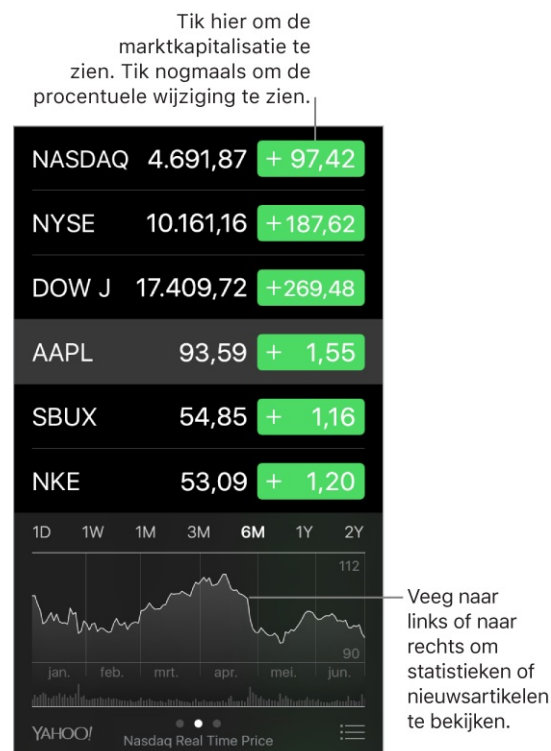 Tik hier om de
marktkapitalisatie te
zien. Tik nogmaals om de
procentuele wijziging te zien.
NASDAQ 4.691,87 + 97,42
NYSE 10.161,16 +187,62
DOW J 17.409,72 +269,48
AAPL 93,59 + 1,55
SBUX 54,85 + 1,16
NKE 53,09 + 1,20
1D 1W 1M 3M 6M 1Y 2Y
112
90
jan. feb. mrt. apr. mei. jun.
YAHOO! Nasdaq Real Time Price
Veeg naar
links of naar
rechts om
statistieken of
nieuwsartikelen
te bekijken.